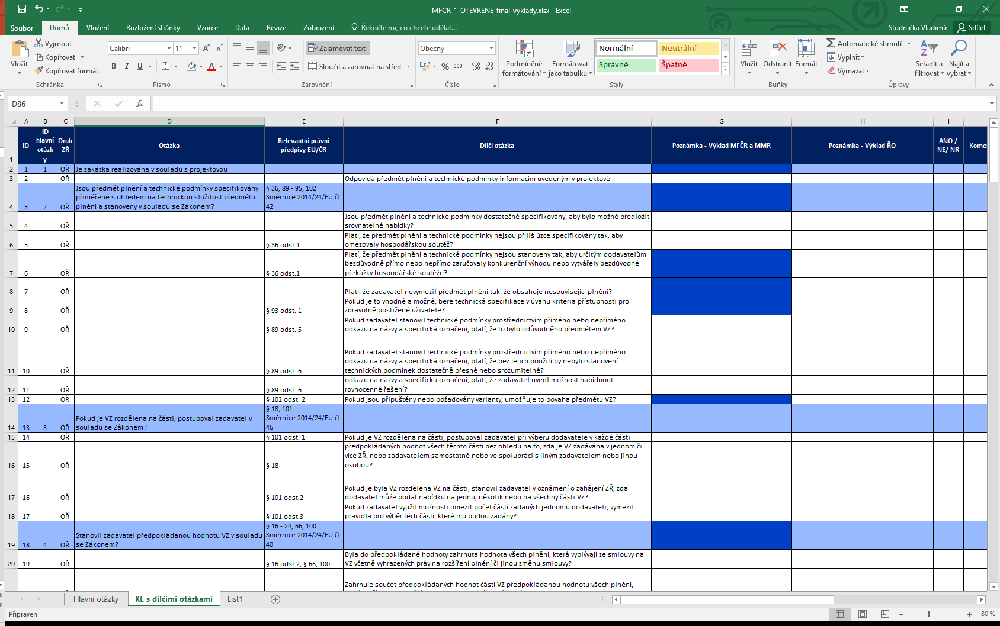 MFCR_1_OTEVRENE_final_vyklady.xlsx - Excel
Soubor Domů Vložení Rozložení stránky Vzorce Data Revize Zobrazení Řekněte mi, co chcete udělat... Studnička Vladimír Sdílet
Vložit
Vyjmout
Kopírovat
Kopírovat formát
Schránka
Calibri 11
B I U
Písmo
Zalamovat text
Sloučit a zarovnat na střed
Zarovnání
Obecný
% 000
Číslo
Podmíněné formátování
Formátovat jako tabulku
Normální Neutrální
Správně Špatně
Styly
Vložit Odstranit Formát
Buňky
Automatické shrnutí
Vyplnit
Vymazat
Seřadit a filtrovat
Najít a vybrat
Úpravy
D86 fx
A B C D E F G H I
1 ID ID hlavní otázky Druh ZŘ Otázka Relevantní právní předpisy EU/ČR Dílčí otázka Poznámka - Výklad MFČR a MMR Poznámka - Výklad ŘO ANO / NE/ NR
2 1 1 OŘ Je zakázka realizována v souladu s projektovou
3 2 OŘ Odpovídá předmět plnění a technické podmínky informacím uvedeným v projektové
4 3 2 OŘ Jsou předmět plnění a technické podmínky specifikovány
přiměřeně s ohledem na technickou složitost předmětu
plnění a stanoveny v souladu se Zákonem?
§ 36, 89 - 95, 102
Směrnice 2014/24/EU čl.
42
5 4 OŘ Jsou předmět plnění a technické podmínky dostatečně specifikovány, aby bylo možné předložit
srovnatelné nabídky?
6 5 OŘ § 36 odst.1 Platí, že předmět plnění a technické podmínky nejsou příliš úzce specifikovány tak, aby
omezovaly hospodářskou soutěž?
7 6 OŘ § 36 odst.1 Platí, že předmět plnění a technické podmínky nejsou stanoveny tak, aby určitým dodavatelům
bezdůvodně přímo nebo nepřímo zaručovaly konkurenční výhodu nebo vytvářely bezdůvodné
překážky hospodářské soutěže?
8 7 OŘ Platí, že zadavatel nevymezil předmět plnění tak, že obsahuje nesouvisející plnění?
9 8 OŘ § 93 odst. 1 Pokud je to vhodné a možné, bere technická specifikace v úvahu kritéria přístupnosti pro
zdravotně postižené uživatele?
10 9 OŘ § 89 odst. 5 Pokud zadavatel stanovil technické podmínky prostřednictvím přímého nebo nepřímého
odkazu na názvy a specifická označení, platí, že to bylo odůvodněno předmětem VZ?
11 10 OŘ § 89 odst. 6 Pokud zadavatel stanovil technické podmínky prostřednictvím přímého nebo nepřímého
odkazu na názvy a specifická označení, platí, že bez jejich použití by nebylo stanovení
technických podmínek dostatečně přesné nebo srozumitelné?
12 11 OŘ § 89 odst. 6 odkazu na názvy a specifická označení, platí, že zadavatel uvedl možnost nabídnout
rovnocenné řešení?
13 12 OŘ § 102 odst. 2 Pokud jsou připuštěny nebo požadovány varianty, umožňuje to povaha předmětu VZ?
14 13 3 OŘ Pokud je VZ rozdělena na části, postupoval zadavatel v
souladu se Zákonem?
§ 18, 101
Směrnice 2014/24/EU čl.
46
15 14 OŘ § 101 odst. 1 Pokud je VZ rozdělena na části, postupoval zadavatel při výběru dodavatele v každé části
16 15 OŘ § 18 předpokládaných hodnot všech těchto částí bez ohledu na to, zda je VZ zadávána v jednom či
více ZŘ, nebo zadavatelem samostatně nebo ve spolupráci s jiným zadavatelem nebo jinou
osobou?
17 16 OŘ § 101 odst.2 Pokud je byla VZ rozdělena VZ na části, stanovil zadavatel v oznámení o zahájení ZŘ, zda
dodavatel může podat nabídku na jednu, několik nebo na všechny části VZ?
18 17 OŘ § 101 odst.3 Pokud zadavatel využil možnosti omezit počet částí zadaných jednomu dodavateli, vymezil
pravidla pro výběr těch částí, které mu budou zadány?
19 18 4 OŘ Stanovil zadavatel předpokládanou hodnotu VZ v souladu
se Zákonem?
§ 16 - 24, 66, 100
Směrnice 2014/24/EU čl.
40
20 19 OŘ § 16 odst.2, § 66, 100 Byla do předpokládané hodnoty zahrnuta hodnota všech plnění, která vyplývají ze smlouvy na
VZ včetně vyhrazených práv na rozšíření plnění či jinou změnu smlouvy?
Zahrnuje součet předpokládaných hodnot částí VZ předpokládanou hodnotu všech plnění,
Hlavní otázky KL s dílčími otázkami List1
Připraven 80 %